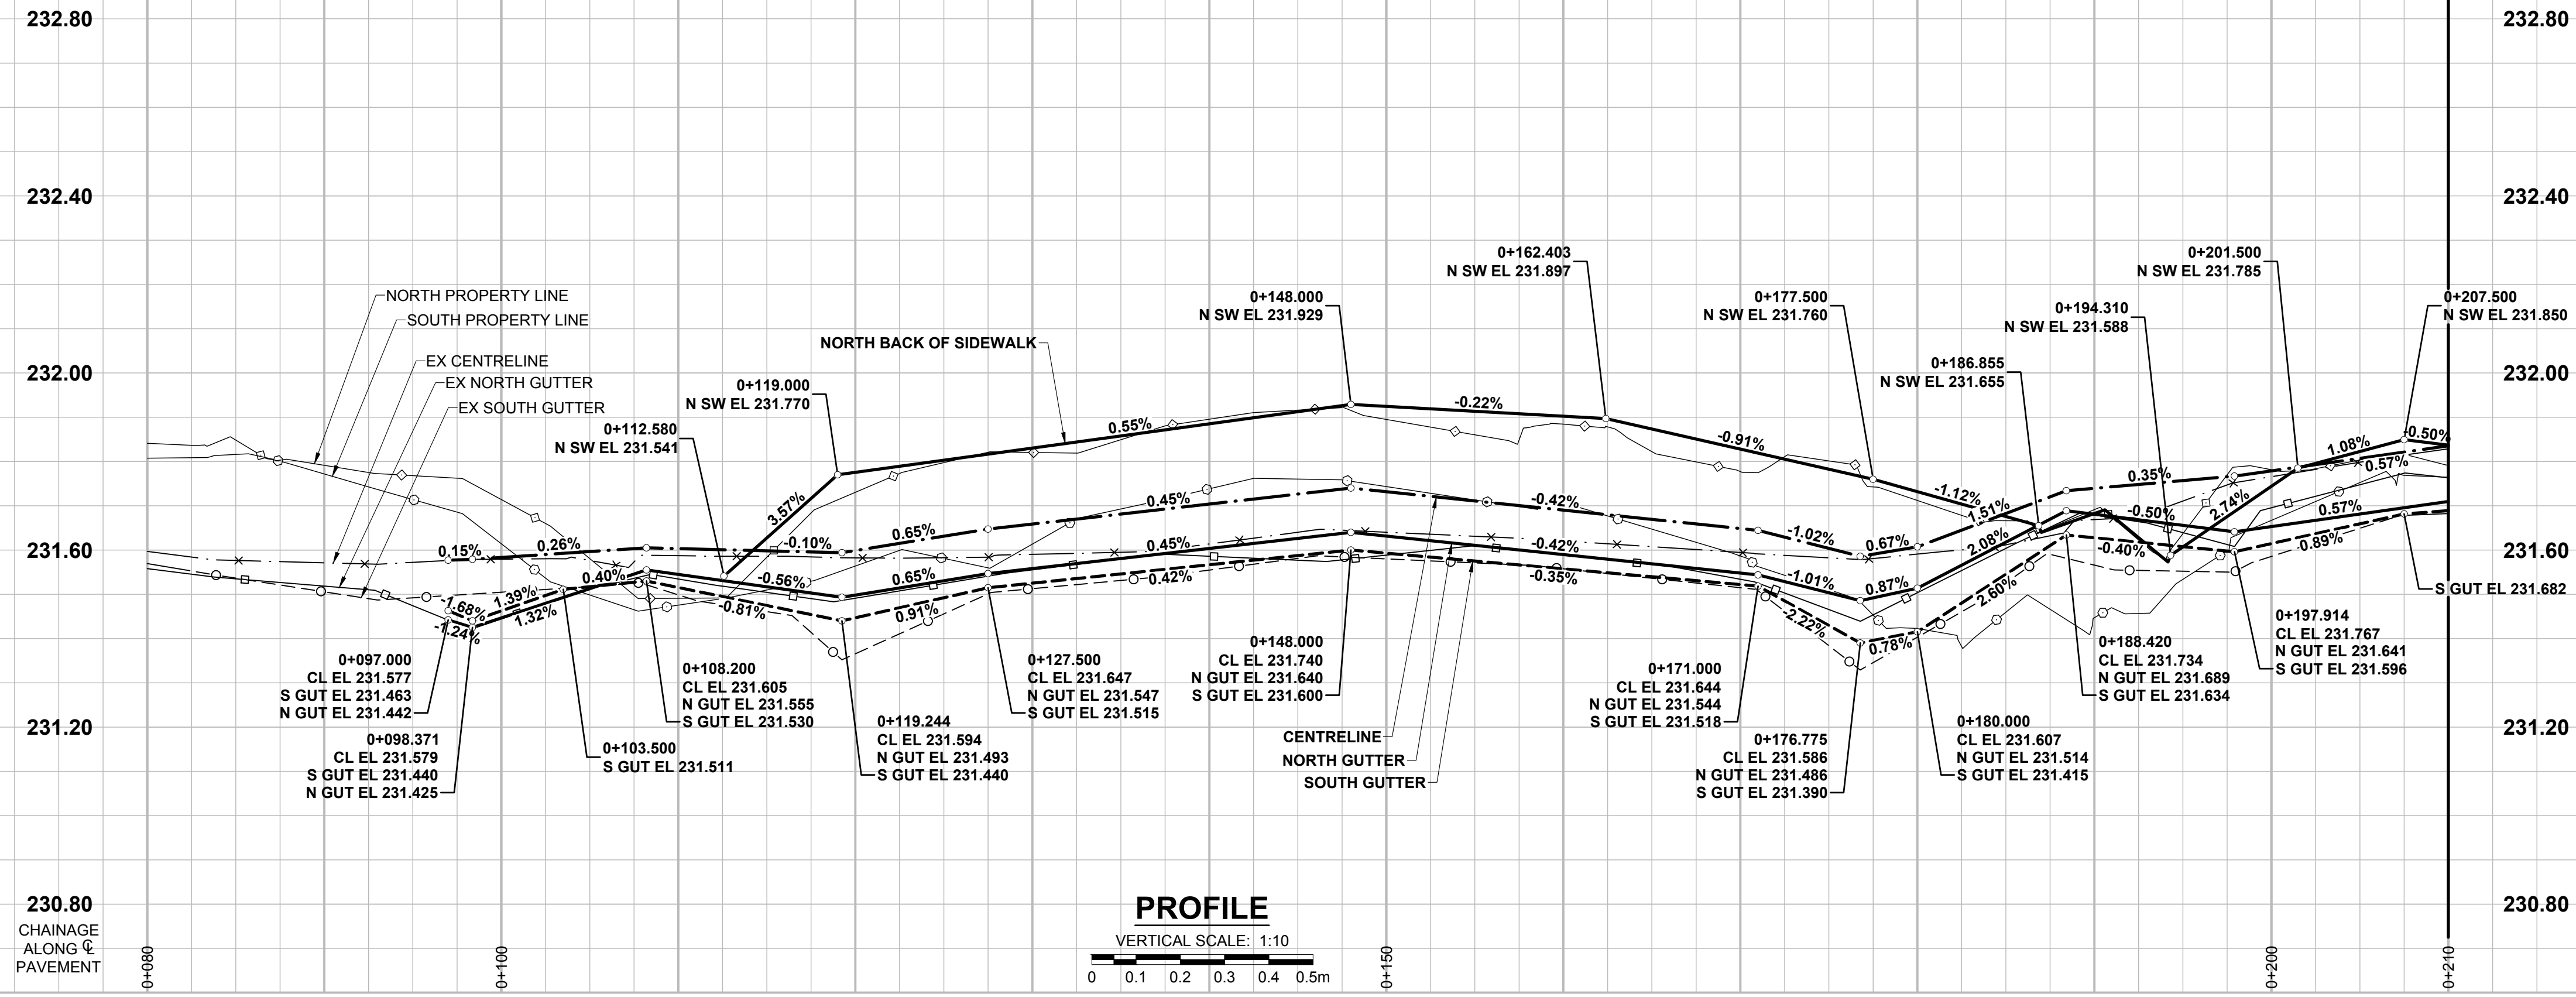 232.80
232.80
232.40
232.40
232.00
232.00
231.60
231.60
231.20
231.20
230.80
230.80
NORTH PROPERTY LINE
SOUTH PROPERTY LINE
EX CENTRELINE
EX NORTH GUTTER
EX SOUTH GUTTER
NORTH BACK OF SIDEWALK
0+112.580
N SW EL 231.541
0+119.000
N SW EL 231.770
0+148.000
N SW EL 231.929
0+162.403
N SW EL 231.897
0+177.500
N SW EL 231.760
0+186.855
N SW EL 231.655
0+194.310
N SW EL 231.588
0+201.500
N SW EL 231.785
0+207.500
N SW EL 231.850
3.57%
0.55%
-0.22%
-0.91%
-1.12%
2.74%
1.08%
-0.50%
0.15%
0.26%
-0.10%
0.65%
0.45%
-0.42%
-1.02%
0.67%
1.51%
0.35%
0.57%
-1.68%
-1.24%
1.39%
1.32%
0.40%
-0.56%
0.65%
0.45%
-0.42%
-1.01%
0.87%
2.08%
-0.50%
0.57%
-0.81%
0.91%
0.42%
-0.35%
-2.22%
0.78%
2.60%
-0.40%
0.89%
0+097.000
CL EL 231.577
S GUT EL 231.463
N GUT EL 231.442
0+098.371
CL EL 231.579
S GUT EL 231.440
N GUT EL 231.425
0+103.500
S GUT EL 231.511
0+108.200
CL EL 231.605
N GUT EL 231.555
S GUT EL 231.530
0+119.244
CL EL 231.594
N GUT EL 231.493
S GUT EL 231.440
0+127.500
CL EL 231.647
N GUT EL 231.547
S GUT EL 231.515
0+148.000
CL EL 231.740
N GUT EL 231.640
S GUT EL 231.600
CENTRELINE
NORTH GUTTER
SOUTH GUTTER
0+171.000
CL EL 231.644
N GUT EL 231.544
S GUT EL 231.518
0+176.775
CL EL 231.586
N GUT EL 231.486
S GUT EL 231.390
0+180.000
CL EL 231.607
N GUT EL 231.514
S GUT EL 231.415
0+188.420
CL EL 231.734
N GUT EL 231.689
S GUT EL 231.634
0+197.914
CL EL 231.767
N GUT EL 231.641
S GUT EL 231.596
S GUT EL 231.682
CHAINAGE
ALONG ℄
PAVEMENT
0+080
0+100
0+150
0+200
0+210
PROFILE
VERTICAL SCALE: 1:10
0 0.1 0.2 0.3 0.4 0.5m